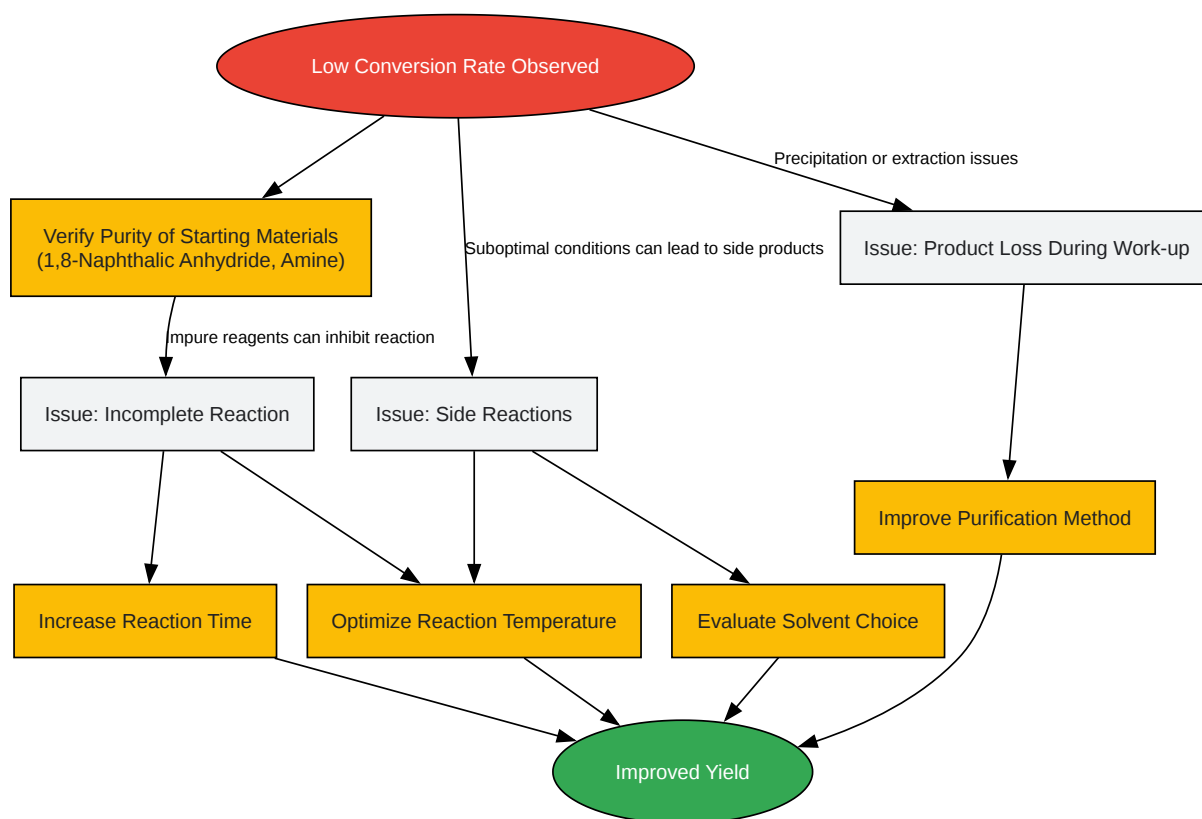 Low Conversion Rate Observed
Precipitation or extraction issues
Verify Purity of Starting Materials
(1,8-Naphthalic Anhydride, Amine)
Suboptimal conditions can lead to side products
Issue: Product Loss During Work-up
Impure reagents can inhibit reaction
Issue: Incomplete Reaction
Issue: Side Reactions
Improve Purification Method
Increase Reaction Time
Optimize Reaction Temperature
Evaluate Solvent Choice
Improved Yield